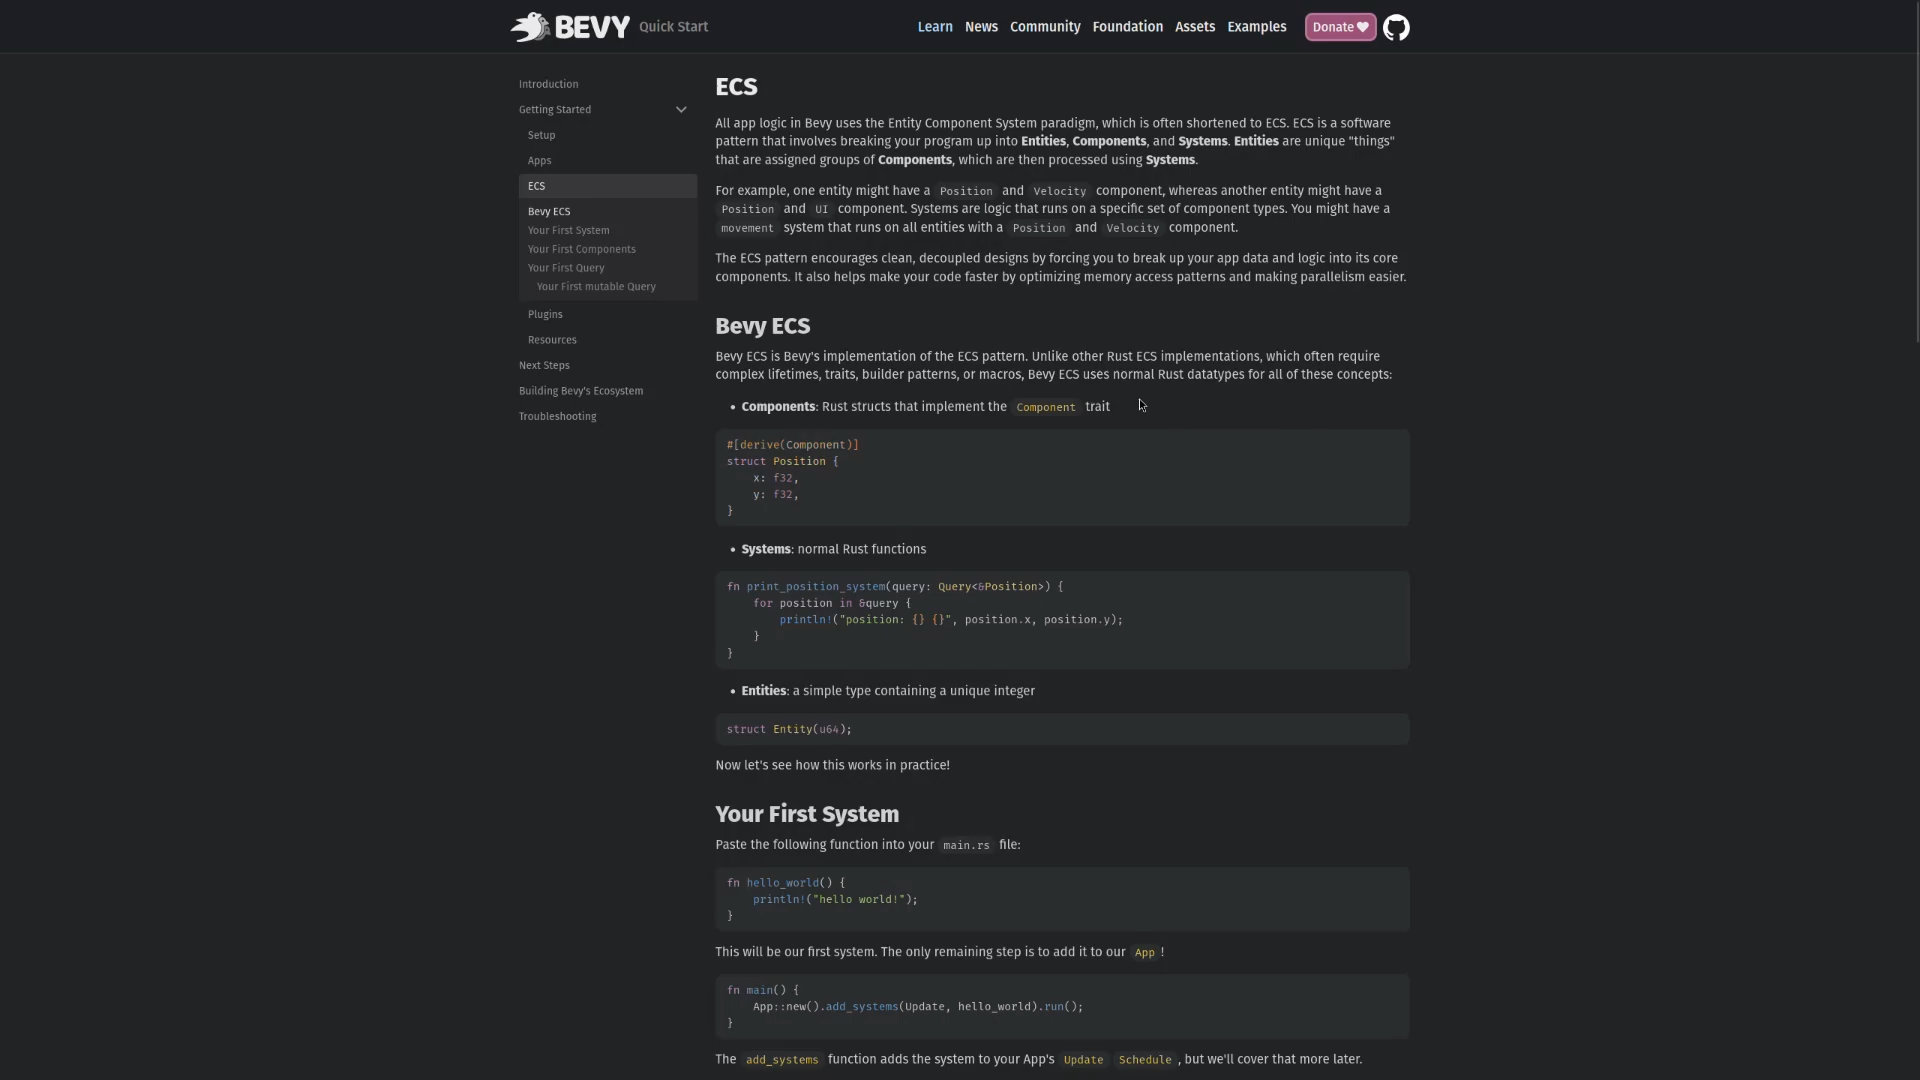 BEVY Quick Start Learn News Community Foundation Assets Examples Donate
Introduction
Getting Started
Setup
Apps
ECS
Bevy ECS
Your First System
Your First Components
Your First Query
Your First mutable Query
Plugins
Resources
Next Steps
Building Bevy's Ecosystem
Troubleshooting
ECS
All app logic in Bevy uses the Entity Component System paradigm, which is often shortened to ECS. ECS is a software
pattern that involves breaking your program up into Entities, Components, and Systems. Entities are unique "things"
that are assigned groups of Components, which are then processed using Systems.
For example, one entity might have a Position and Velocity component, whereas another entity might have a
Position and UI component. Systems are logic that runs on a specific set of component types. You might have a
movement system that runs on all entities with a Position and Velocity component.
The ECS pattern encourages clean, decoupled designs by forcing you to break up your app data and logic into its core
components. It also helps make your code faster by optimizing memory access patterns and making parallelism easier.
Bevy ECS
Bevy ECS is Bevy's implementation of the ECS pattern. Unlike other Rust ECS implementations, which often require
complex lifetimes, traits, builder patterns, or macros, Bevy ECS uses normal Rust datatypes for all of these concepts:
• Components: Rust structs that implement the Component trait
#[derive(Component)]
struct Position {
    x: f32,
    y: f32,
}
• Systems: normal Rust functions
fn print_position_system(query: Query<&Position>) {
    for position in &query {
        println!("position: {} {}", position.x, position.y);
    }
}
• Entities: a simple type containing a unique integer
struct Entity(u64);
Now let's see how this works in practice!
Your First System
Paste the following function into your main.rs file:
fn hello_world() {
    println!("hello world!");
}
This will be our first system. The only remaining step is to add it to our App !
fn main() {
    App::new().add_systems(Update, hello_world).run();
}
The add_systems function adds the system to your App's Update Schedule , but we'll cover that more later.